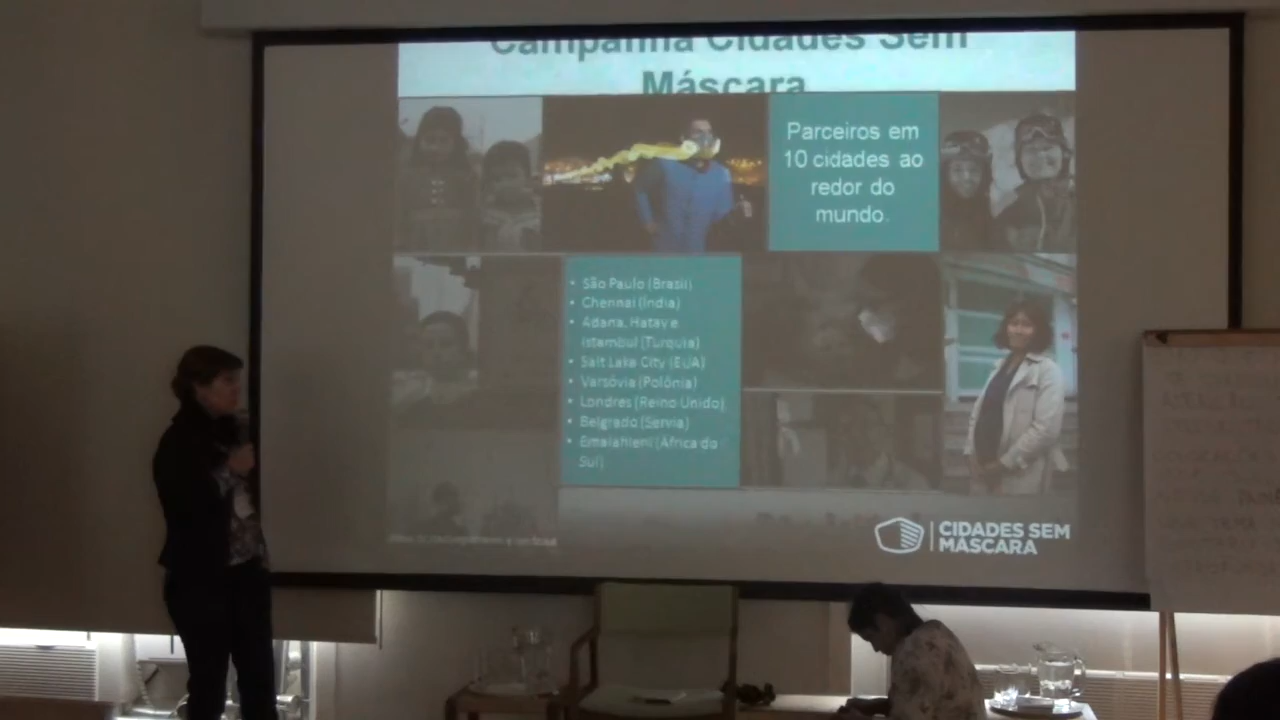 Campanha Cidades Sem
Máscara
Parceiros em
10 cidades ao
redor do
mundo.
• São Paulo (Brasil)
• Chennai (Índia)
• Adana, Hatay e
Istambul (Turquia)
• Salt Lake City (EUA)
• Varsóvia (Polônia)
• Londres (Reino Unido)
• Belgrado (Sérvia)
• Emalahleni (África do
Sul)
CIDADES SEM
MÁSCARA